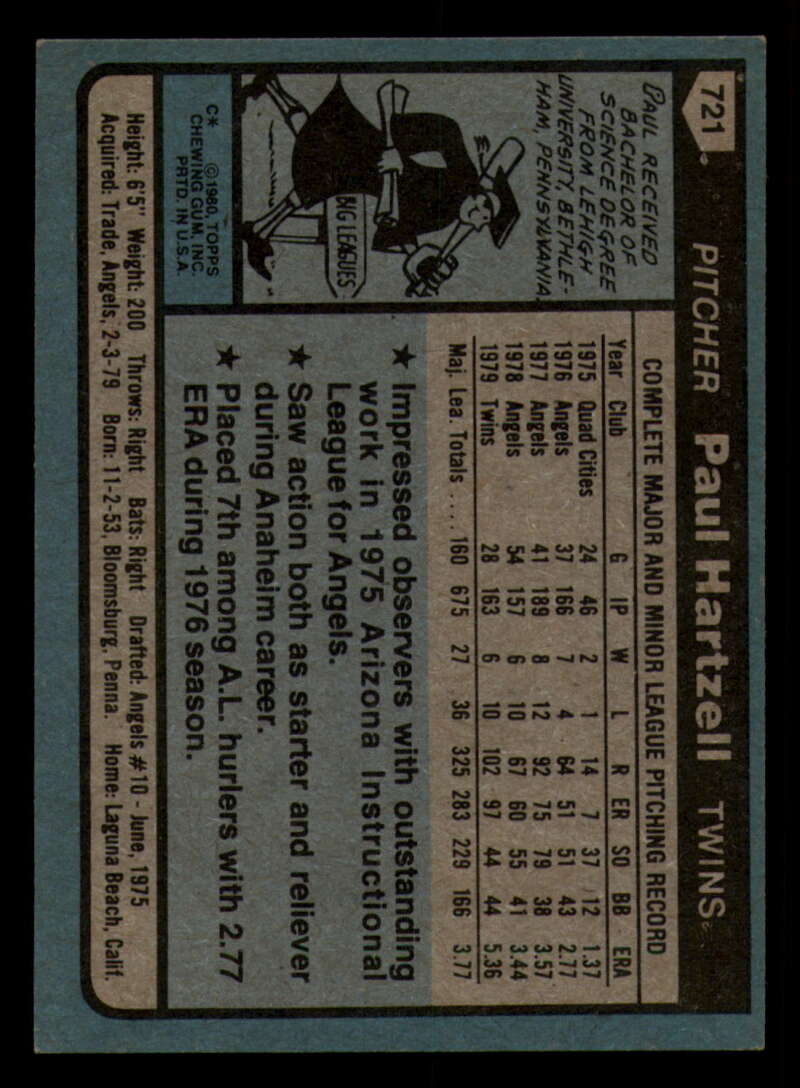 721
PITCHER Paul Hartzell TWINS
PAUL RECEIVED
BACHELOR OF
SCIENCE DEGREE
FROM LEHIGH
UNIVERSITY, BETHLE-
HAM, PENNSYLVANIA.
BIG LEAGUES
C* ©1980, TOPPS
CHEWING GUM, INC.
PRTD. IN U.S.A.
COMPLETE MAJOR AND MINOR LEAGUE PITCHING RECORD
Year Club G IP W L R ER SO BB ERA
1975 Quad Cities 24 46 2 1 14 7 37 12 1.37
1976 Angels 37 166 7 4 64 51 51 43 2.77
1977 Angels 41 189 8 12 92 75 79 38 3.57
1978 Angels 54 157 6 10 67 60 55 41 3.44
1979 Twins 28 163 6 10 102 97 44 44 5.36
Maj. Lea. Totals .... 160 675 27 36 325 283 229 166 3.77
★ Impressed observers with outstanding
work in 1975 Arizona Instructional
League for Angels.
★ Saw action both as starter and reliever
during Anaheim career.
★ Placed 7th among A.L. hurlers with 2.77
ERA during 1976 season.
Height: 6'5" Weight: 200 Throws: Right Bats: Right Drafted: Angels #10 - June, 1975
Acquired: Trade, Angels, 2-3-79 Born: 11-2-53, Bloomsburg, Penna. Home: Laguna Beach, Calif.